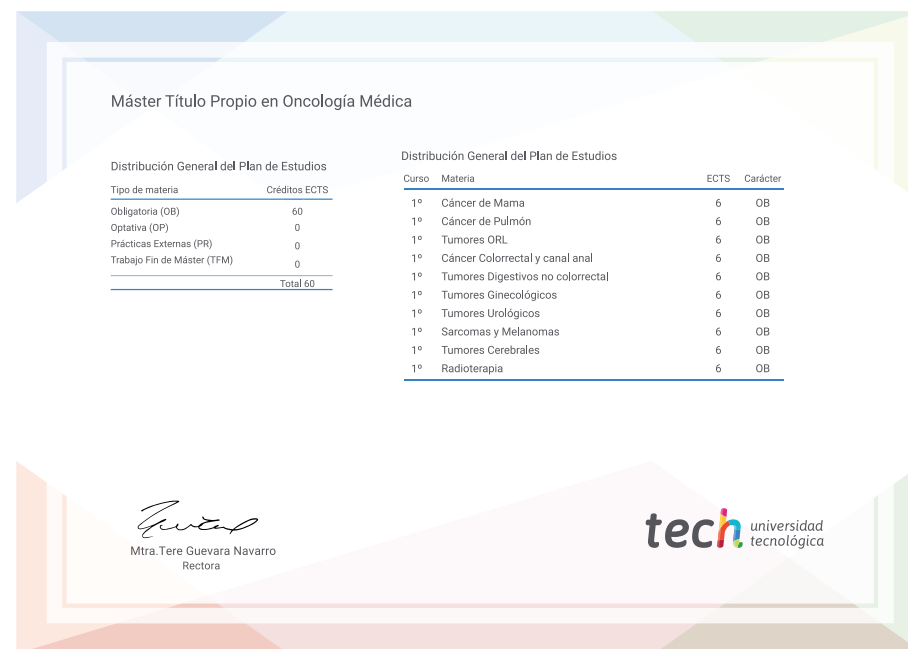 Máster Título Propio en Oncología Médica
Distribución General del Plan de Estudios
Tipo de materia Créditos ECTS
Obligatoria (OB) 60
Optativa (OP) 0
Prácticas Externas (PR) 0
Trabajo Fin de Máster (TFM) 0
Total 60
Distribución General del Plan de Estudios
Curso Materia ECTS Carácter
1º Cáncer de Mama 6 OB
1º Cáncer de Pulmón 6 OB
1º Tumores ORL 6 OB
1º Cáncer Colorrectal y canal anal 6 OB
1º Tumores Digestivos no colorrectal 6 OB
1º Tumores Ginecológicos 6 OB
1º Tumores Urológicos 6 OB
1º Sarcomas y Melanomas 6 OB
1º Tumores Cerebrales 6 OB
1º Radioterapia 6 OB
Mtra.Tere Guevara Navarro
Rectora
tech universidad
tecnológica